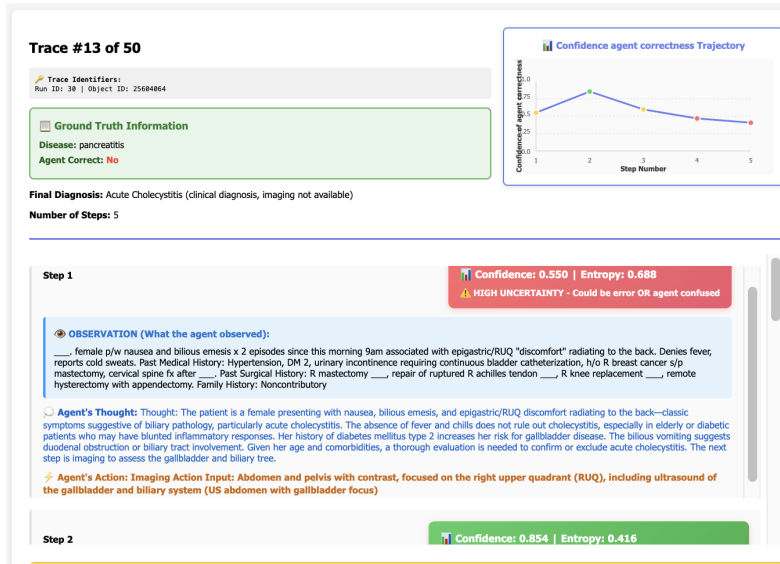 Trace #13 of 50
🔑 Trace Identifiers:
Run ID: 30 | Object ID: 25604064
Ground Truth Information
Disease: pancreatitis
Agent Correct: No
Final Diagnosis: Acute Cholecystitis (clinical diagnosis, imaging not available)
Number of Steps: 5
📊 Confidence agent correctness Trajectory
Confidence of agent correctness
1.0
0.75
0.5
0.25
0.0
1 2 3 4 5
Step Number
Step 1
📊 Confidence: 0.550 | Entropy: 0.688
⚠️ HIGH UNCERTAINTY - Could be error OR agent confused
👁️ OBSERVATION (What the agent observed):
___. female p/w nausea and bilious emesis x 2 episodes since this morning 9am associated with epigastric/RUQ "discomfort" radiating to the back. Denies fever,
reports cold sweats. Past Medical History: Hypertension, DM 2, urinary incontinence requiring continuous bladder catheterization, h/o R breast cancer s/p
mastectomy, cervical spine fx after ___. Past Surgical History: R mastectomy ___, repair of ruptured R achilles tendon ___, R knee replacement ___, remote
hysterectomy with appendectomy. Family History: Noncontributory
💭 Agent's Thought: Thought: The patient is a female presenting with nausea, bilious emesis, and epigastric/RUQ discomfort radiating to the back—classic
symptoms suggestive of biliary pathology, particularly acute cholecystitis. The absence of fever and chills does not rule out cholecystitis, especially in elderly or diabetic
patients who may have blunted inflammatory responses. Her history of diabetes mellitus type 2 increases her risk for gallbladder disease. The bilious vomiting suggests
duodenal obstruction or biliary tract involvement. Given her age and comorbidities, a thorough evaluation is needed to confirm or exclude acute cholecystitis. The next
step is imaging to assess the gallbladder and biliary tree.
⚡ Agent's Action: Imaging Action Input: Abdomen and pelvis with contrast, focused on the right upper quadrant (RUQ), including ultrasound of
the gallbladder and biliary system (US abdomen with gallbladder focus)
Step 2
📊 Confidence: 0.854 | Entropy: 0.416